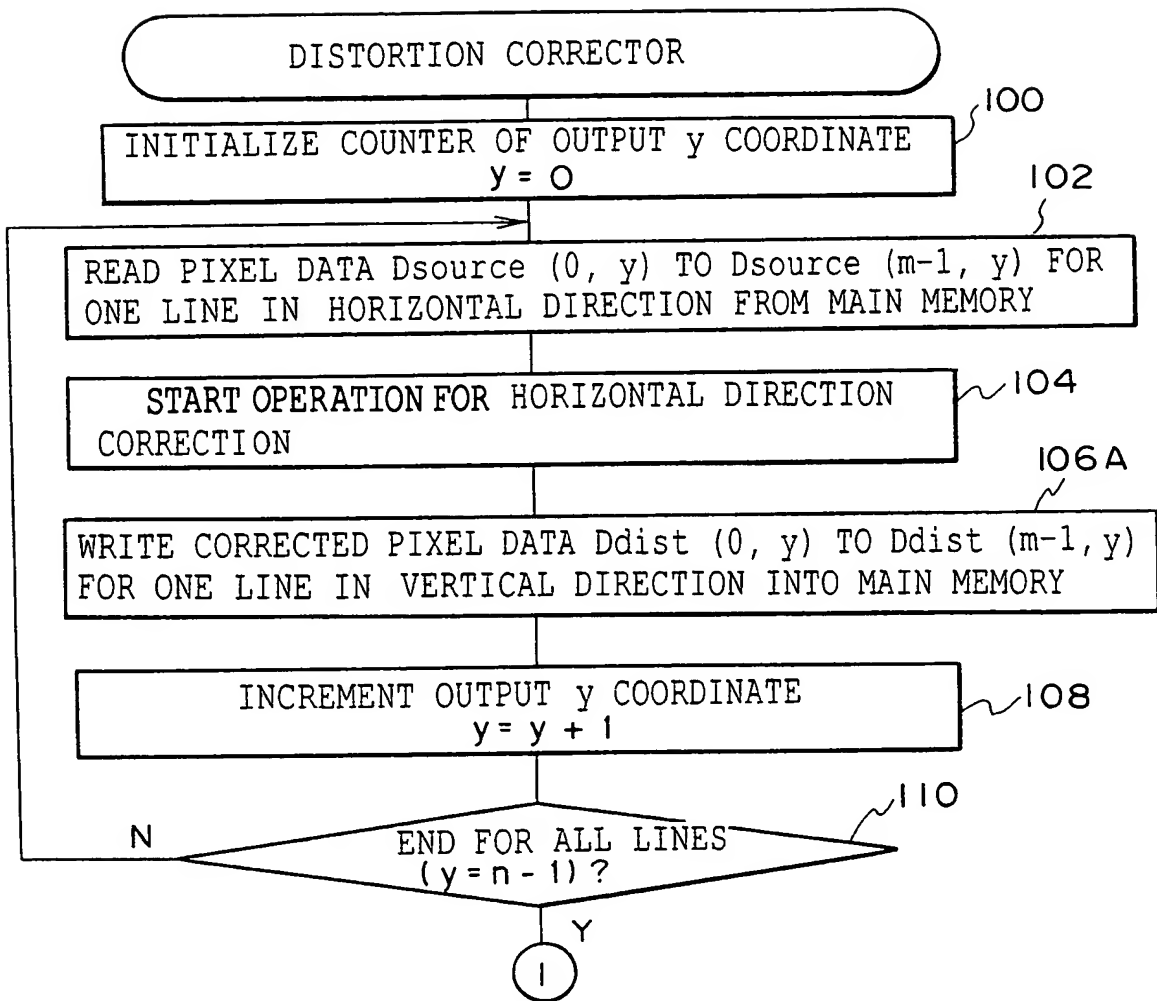 DISTORTION CORRECTOR
100
INITIALIZE COUNTER OF OUTPUT y COORDINATE
y = 0
102
READ PIXEL DATA Dsource (0, y) TO Dsource (m-1, y) FOR
ONE LINE IN HORIZONTAL DIRECTION FROM MAIN MEMORY
START OPERATION FOR HORIZONTAL DIRECTION
CORRECTION
104
106A
WRITE CORRECTED PIXEL DATA Ddist (0, y) TO Ddist (m-1, y)
FOR ONE LINE IN VERTICAL DIRECTION INTO MAIN MEMORY
INCREMENT OUTPUT y COORDINATE
y = y + 1
108
110
N
END FOR ALL LINES
(y = n - 1) ?
Y
1